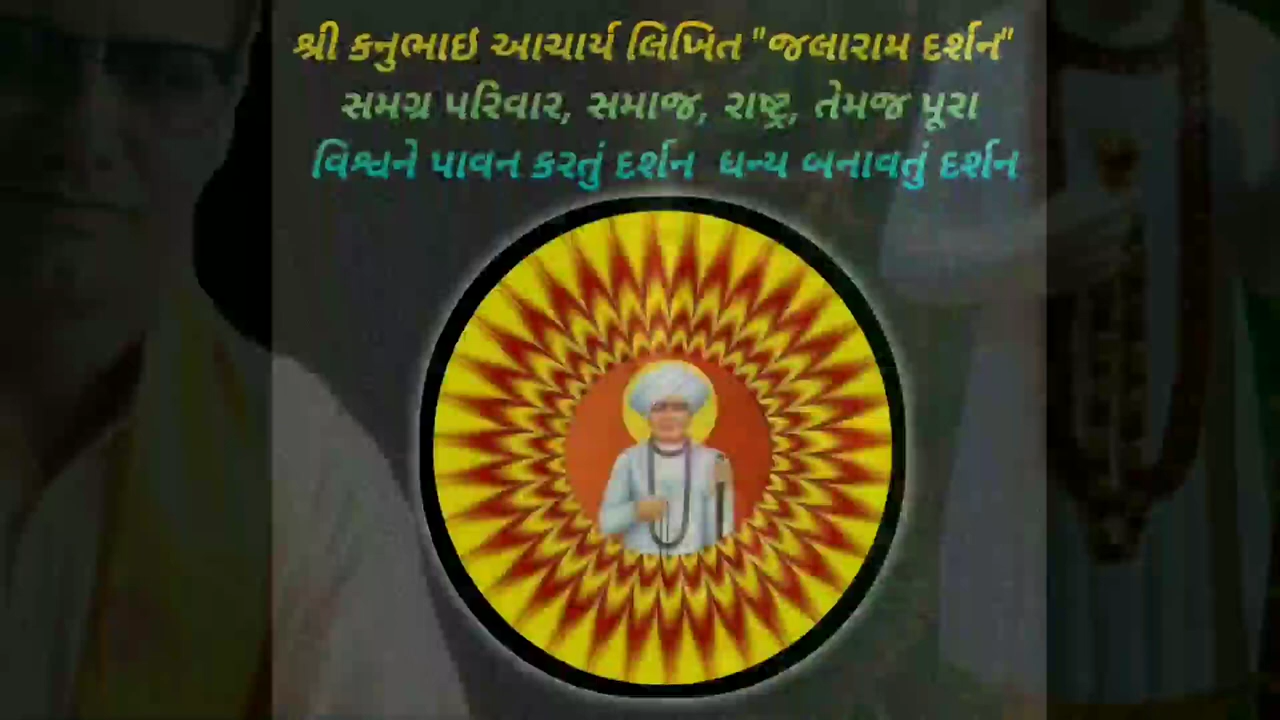 શ્રી કનુભાઇ આચાર્ય લિખિત "જલારામ દર્શન"
સમગ્ર પરિવાર, સમાજ, રાષ્ટ્ર, તેમજ પૂરા
વિશ્વને પાવન કરતું દર્શન ધન્ય બનાવતું દર્શન